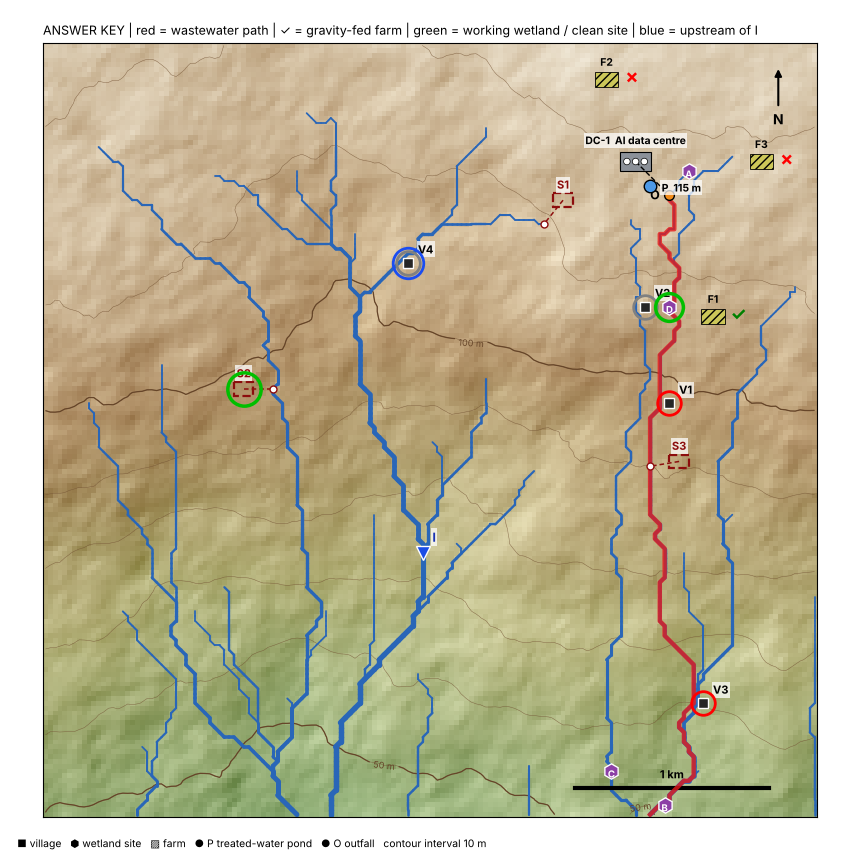 ANSWER KEY | red = wastewater path | ✓ = gravity-fed farm | green = working wetland / clean site | blue = upstream of I
F2
N
DC-1 AI data centre
F3
A
P 115 m
O
S1
V4
V2
D
F1
100 m
S2
V1
S3
I
V3
50 m
C
1 km
B
village wetland site farm P treated-water pond O outfall contour interval 10 m